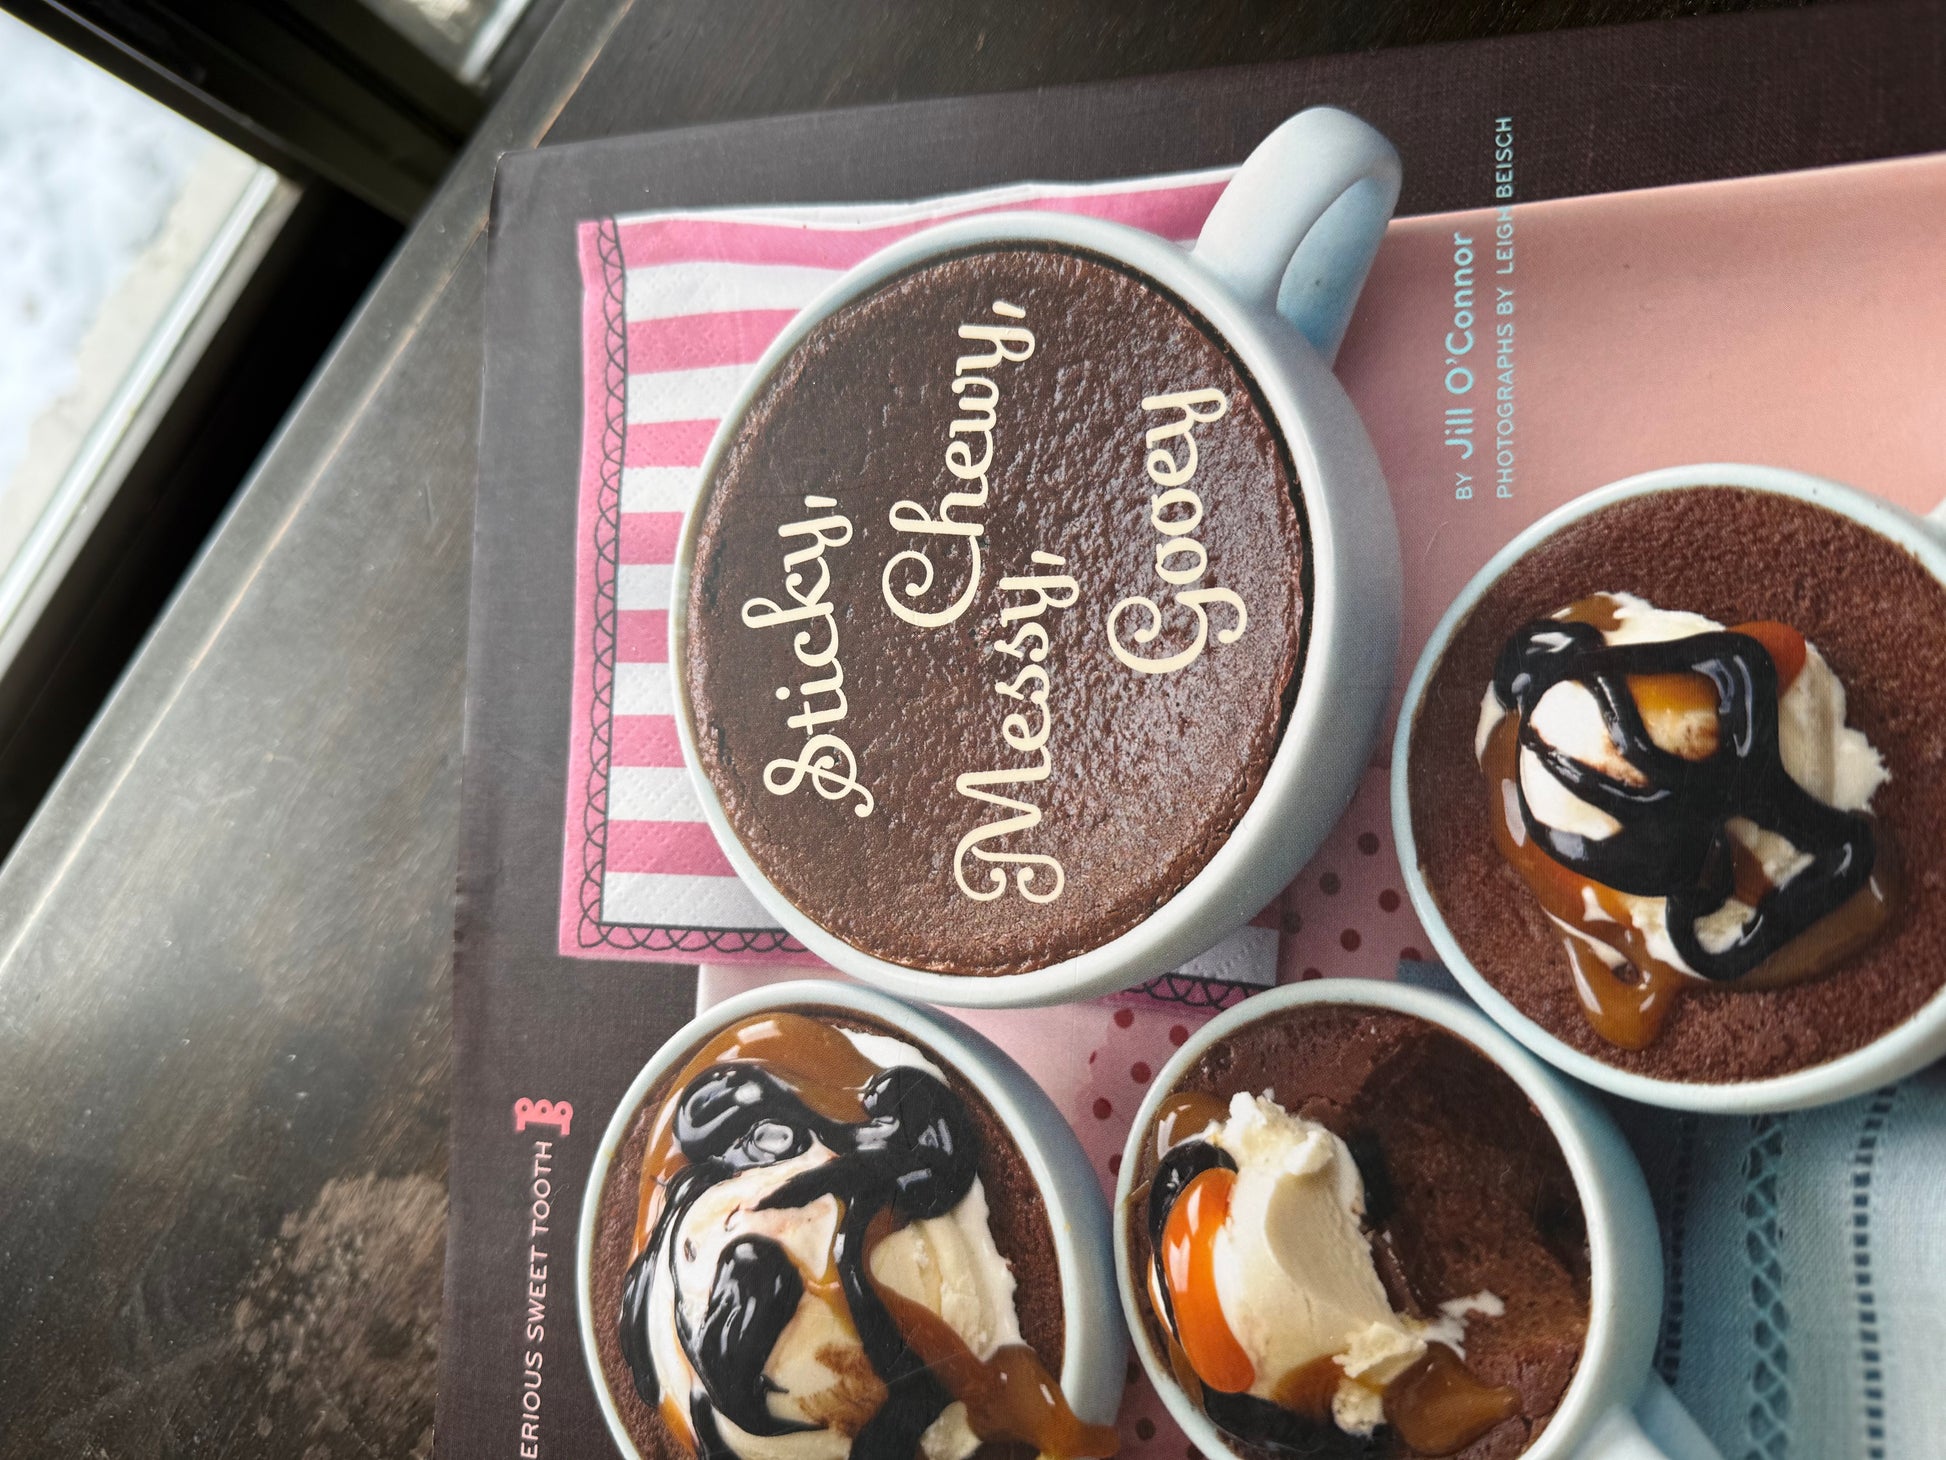 ERIOUS SWEET TOOTH
Sticky,
Chewy,
Messy,
Gooey
BY Jill O'Connor
PHOTOGRAPHS BY LEIGH BEISCH